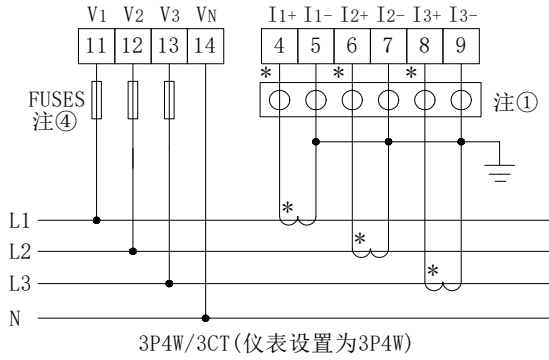 V1 V2 V3 VN I1+ I1- I2+ I2- I3+ I3-
11 12 13 14 4 5 6 7 8 9
* * *
FUSES 注①
注④
*
L1
*
L2
*
L3
N
3P4W/3CT(仪表设置为3P4W)